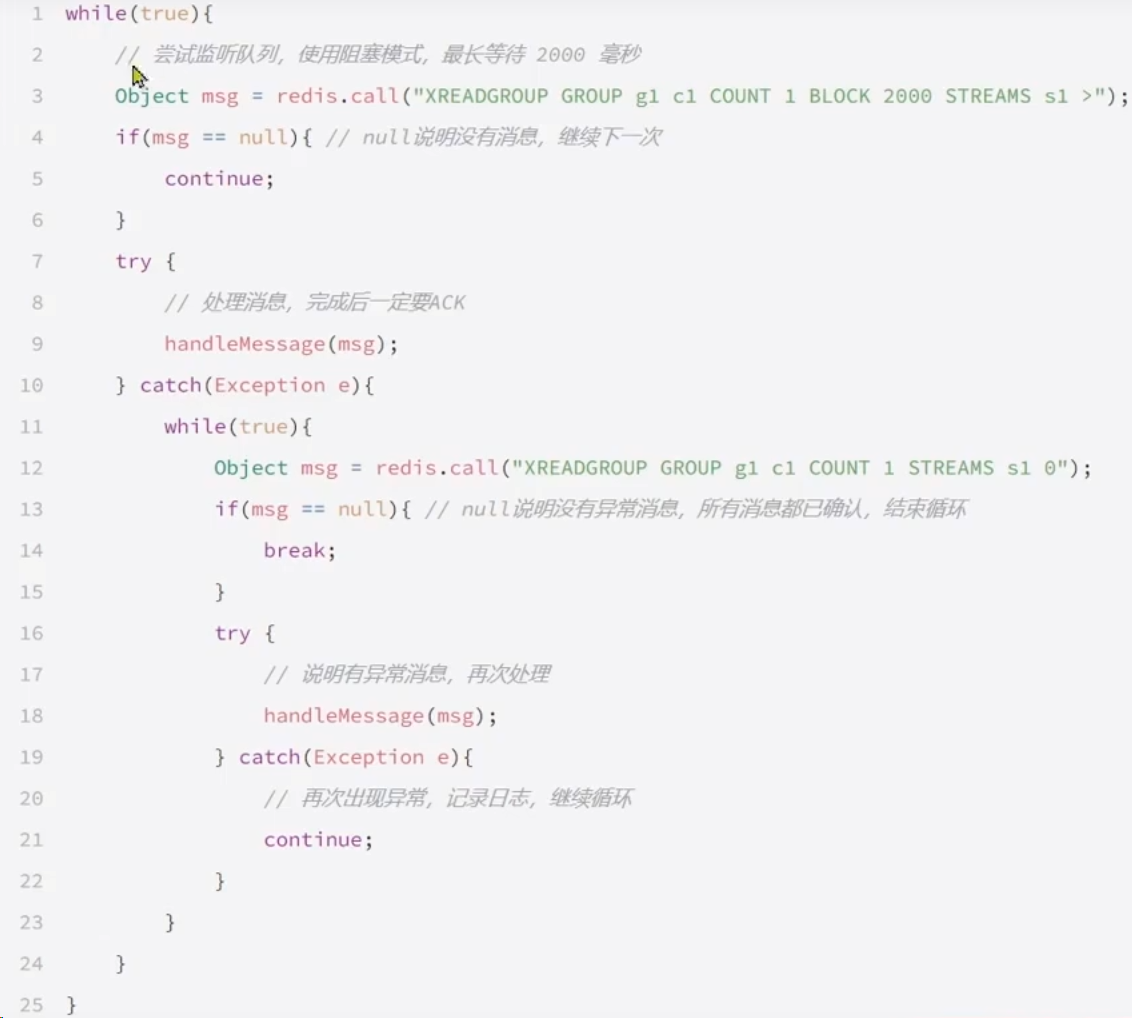 1 while(true){
2     // 尝试监听队列，使用阻塞模式，最长等待 2000 毫秒
3     Object msg = redis.call("XREADGROUP GROUP g1 c1 COUNT 1 BLOCK 2000 STREAMS s1 >");
4     if(msg == null){ // null说明没有消息，继续下一次
5         continue;
6     }
7     try {
8         // 处理消息，完成后一定要ACK
9         handleMessage(msg);
10     } catch(Exception e){
11         while(true){
12             Object msg = redis.call("XREADGROUP GROUP g1 c1 COUNT 1 STREAMS s1 0");
13             if(msg == null){ // null说明没有异常消息，所有消息都已确认，结束循环
14                 break;
15             }
16             try {
17                 // 说明有异常消息，再次处理
18                 handleMessage(msg);
19             } catch(Exception e){
20                 // 再次出现异常，记录日志，继续循环
21                 continue;
22             }
23         }
24     }
25 }